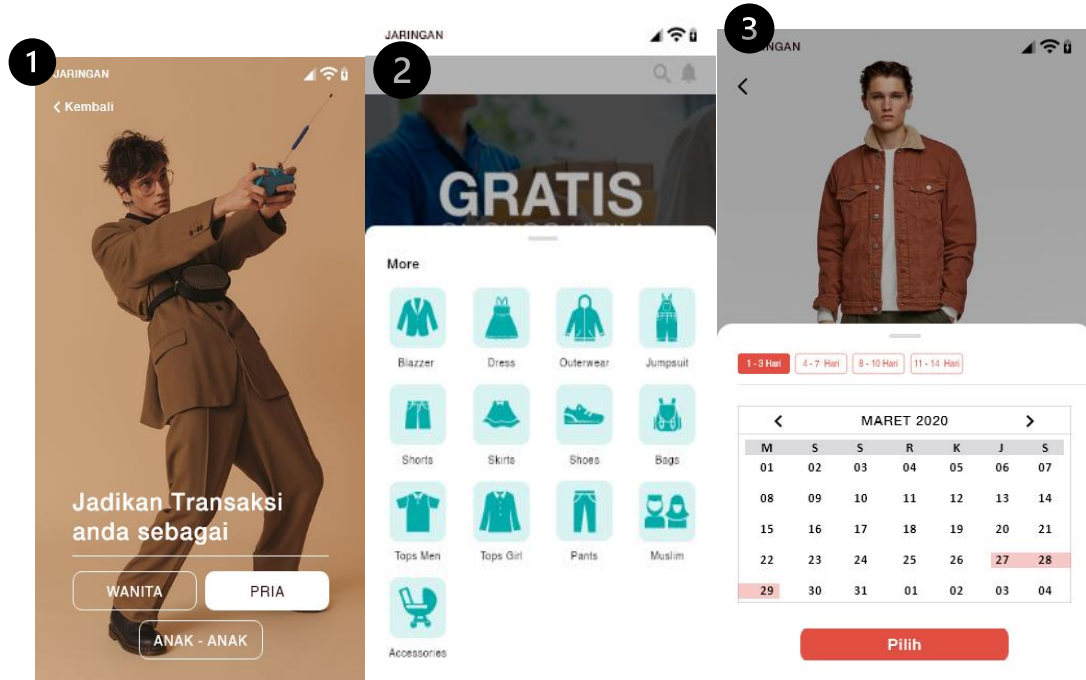 1
JARINGAN
Kembali
Jadikan Transaksi
anda sebagai
WANITA PRIA
ANAK - ANAK
JARINGAN
2
GRATIS
More
Blazzer Dress Outerwear Jumpsuit
Shorts Skirts Shoes Bags
Tops Men Tops Girl Pants Muslim
Accessories
3
NGAN
1 - 3 Hari 4 - 7 Hari 8 - 10 Hari 11 - 14 Hari
MARET 2020
M S S R K J S
01 02 03 04 05 06 07
08 09 10 11 12 13 14
15 16 17 18 19 20 21
22 23 24 25 26 27 28
29 30 31 01 02 03 04
Pilih